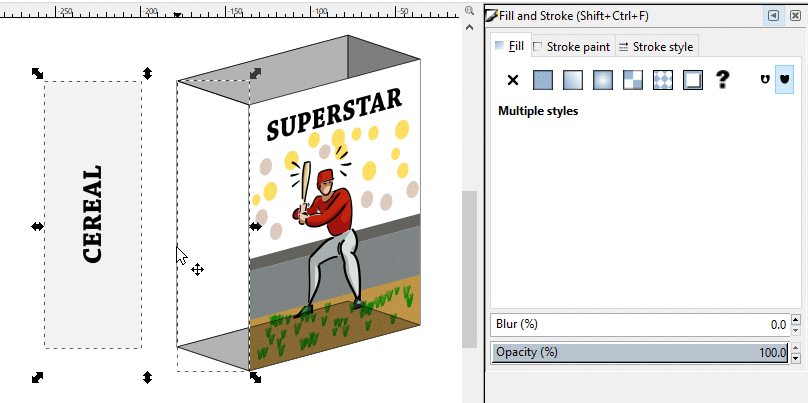 -250
-200
-150
-100
-50
Fill and Stroke (Shift+Ctrl+F)
Fill
Stroke paint
Stroke style
?
Multiple styles
SUPERSTAR
CEREAL
Blur (%)
0.0
Opacity (%)
100.0